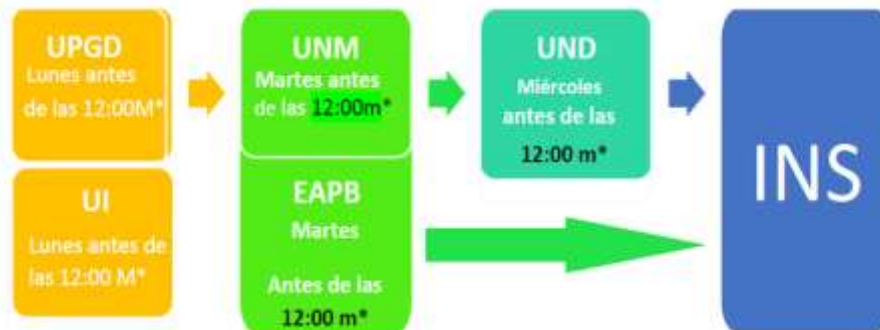 UPGD
Lunes antes
de las 12:00M*
UI
Lunes antes de
las 12:00 M*
UNM
Martes antes
de las 12:00m*
EAPB
Martes
Antes de las
12:00 m*
UND
Miércoles
antes de las
12:00 m*
INS